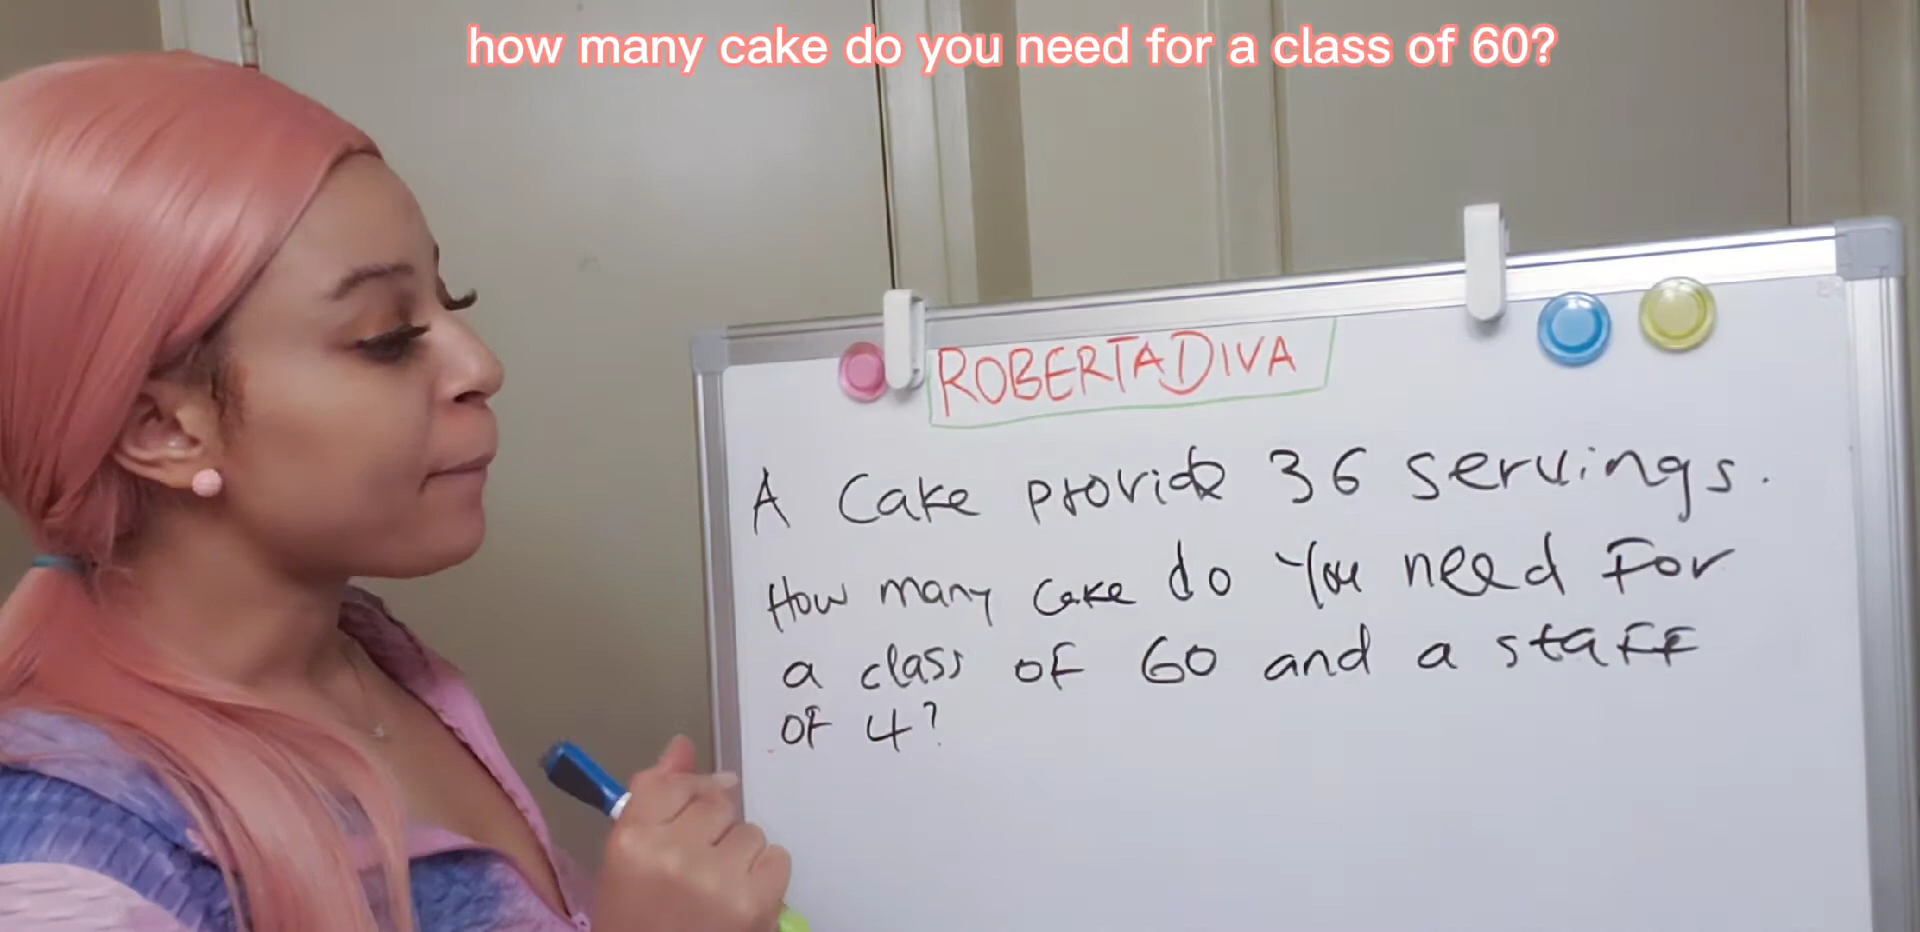 how many cake do you need for a class of 60?
ROBERTADIVA
A Cake provide 36 servings.
How many cake do You need For
a class of 60 and a staff
of 4?